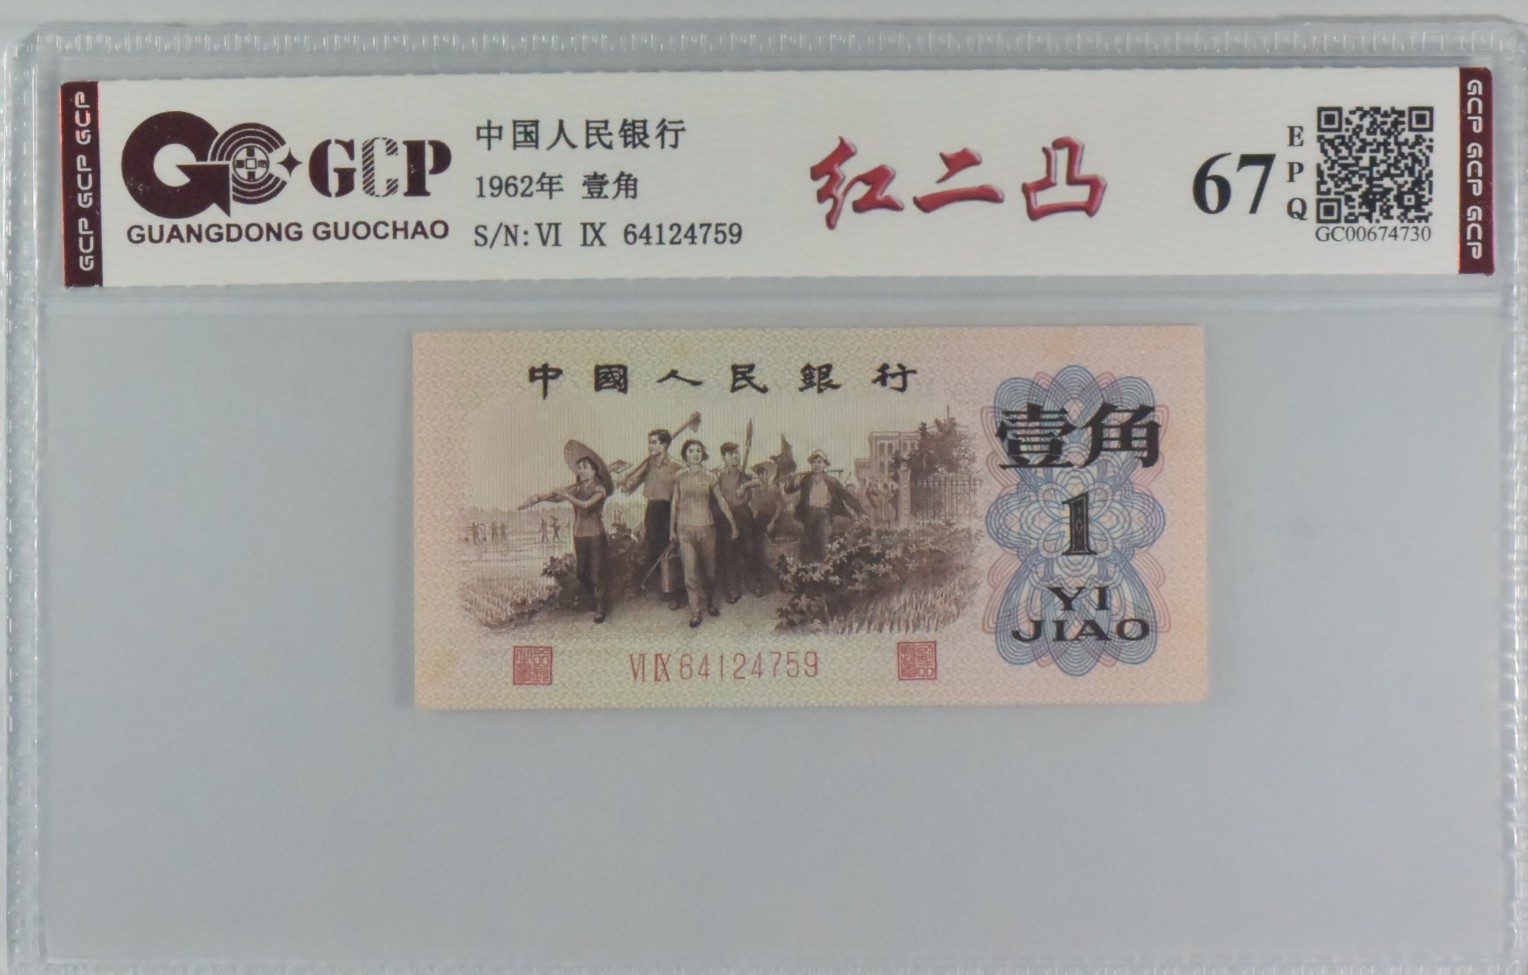 GCP GCP GCP
GCP
GUANGDONG GUOCHAO
中国人民银行
1962年 壹角
S/N: VI IX 64124759
红二凸
67
EPQ
GC00674730
GCP GCP GCP
中國人民銀行
壹角
1
YI
JIAO
VI IX 64124759